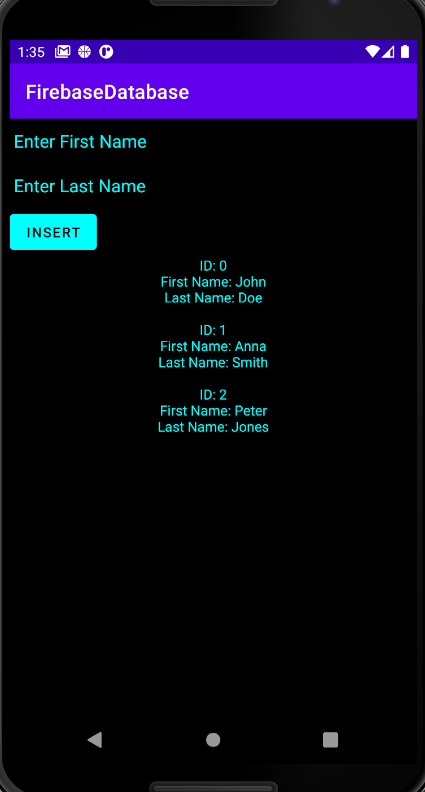 1:35
FirebaseDatabase
Enter First Name
Enter Last Name
INSERT
ID: 0
First Name: John
Last Name: Doe
ID: 1
First Name: Anna
Last Name: Smith
ID: 2
First Name: Peter
Last Name: Jones